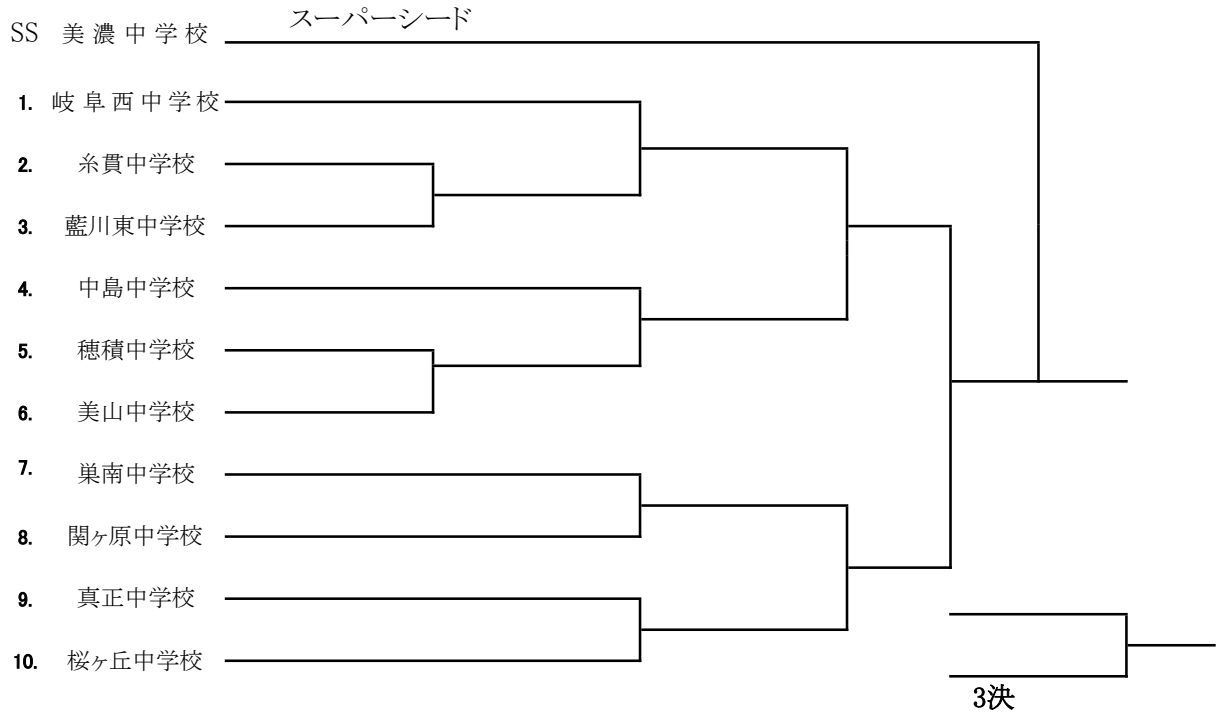 スーパーシード
SS 美濃中学校
1. 岐阜西中学校
2. 糸貫中学校
3. 藍川東中学校
4. 中島中学校
5. 穂積中学校
6. 美山中学校
7. 巣南中学校
8. 関ヶ原中学校
9. 真正中学校
10. 桜ヶ丘中学校
3決